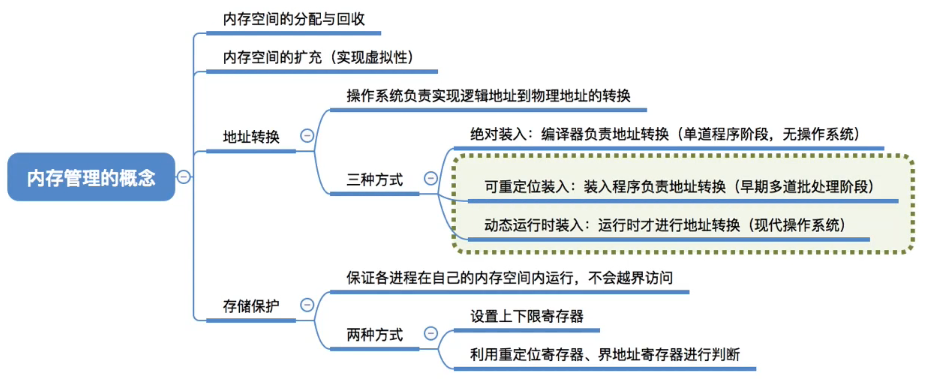 内存管理的概念
内存空间的分配与回收
内存空间的扩充（实现虚拟性）
地址转换
操作系统负责实现逻辑地址到物理地址的转换
三种方式
绝对装入：编译器负责地址转换（单道程序阶段，无操作系统）
可重定位装入：装入程序负责地址转换（早期多道批处理阶段）
动态运行时装入：运行时才进行地址转换（现代操作系统）
存储保护
保证各进程在自己的内存空间内运行，不会越界访问
两种方式
设置上下限寄存器
利用重定位寄存器、界地址寄存器进行判断